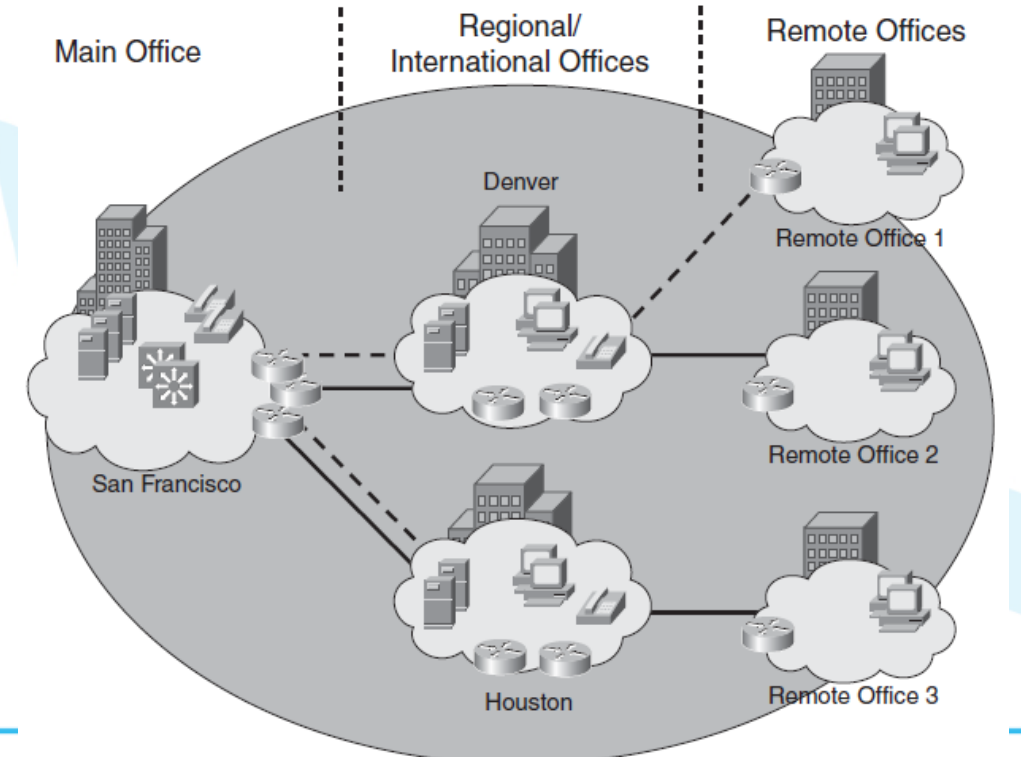 Main Office
Regional/
International Offices
Remote Offices
Denver
Remote Office 1
San Francisco
Remote Office 2
Houston
Remote Office 3